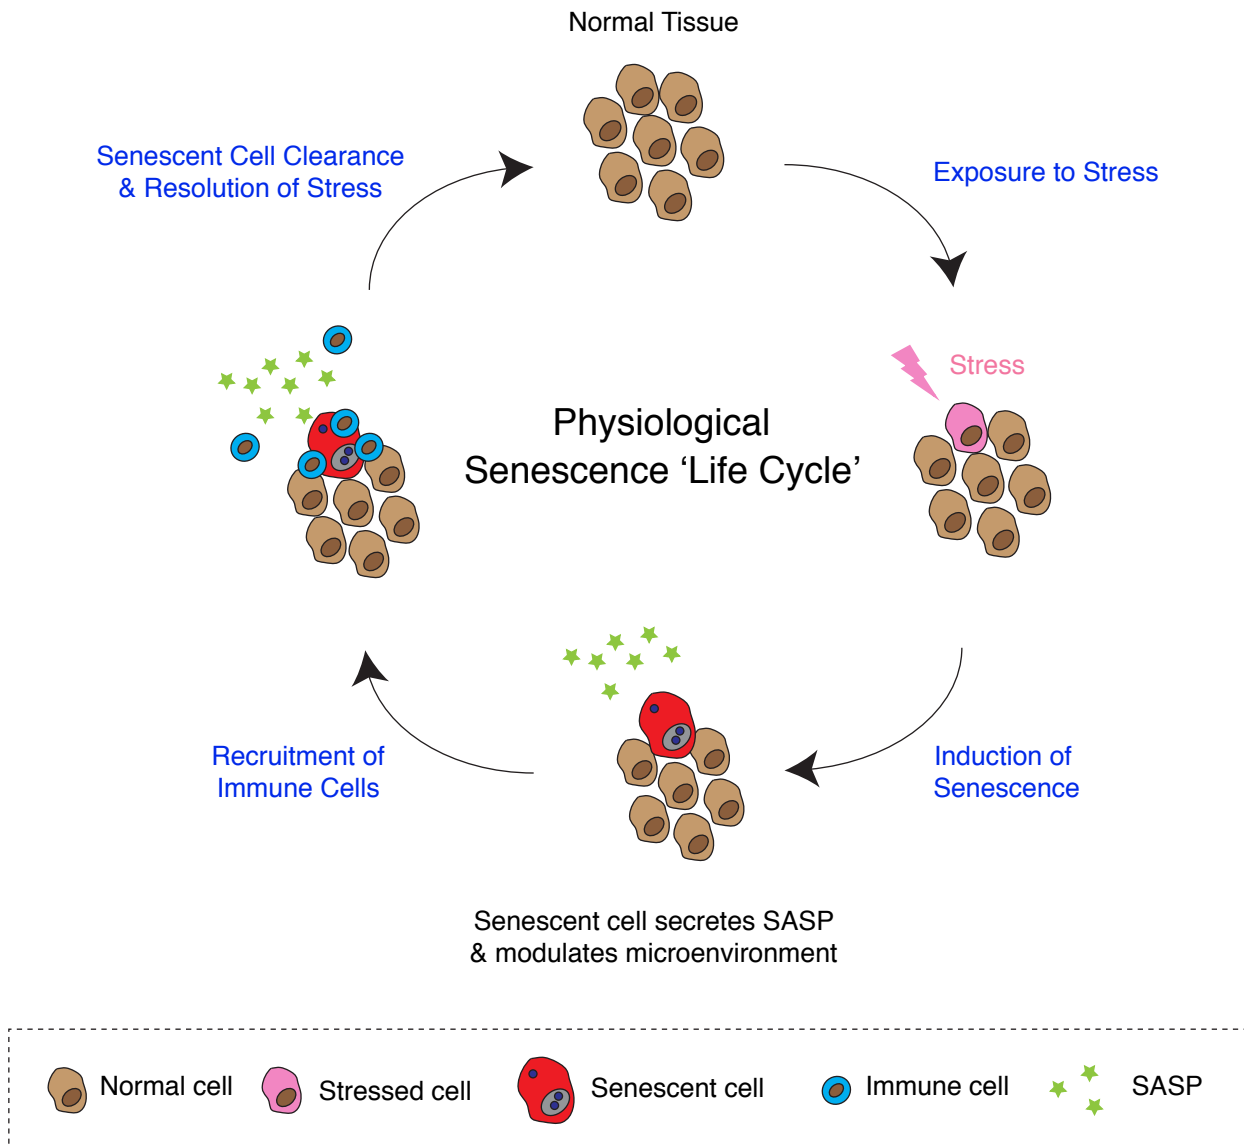 Normal Tissue
Senescent Cell Clearance
& Resolution of Stress
Exposure to Stress
Stress
Physiological
Senescence ‘Life Cycle’
Recruitment of
Immune Cells
Induction of
Senescence
Senescent cell secretes SASP
& modulates microenvironment
Normal cell
Stressed cell
Senescent cell
Immune cell
SASP